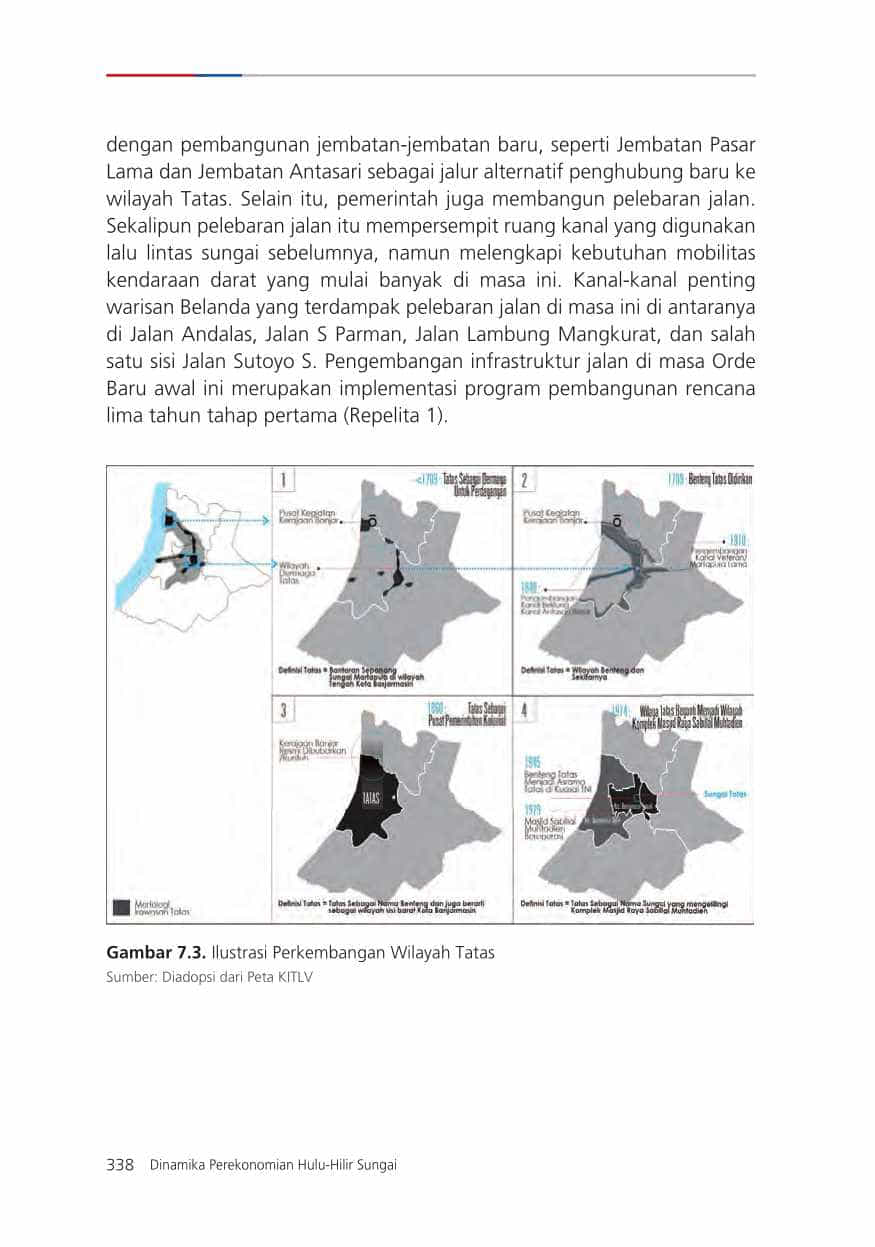 dengan pembangunan jembatan-jembatan baru, seperti Jembatan Pasar
Lama dan Jembatan Antasari sebagai jalur alternatif penghubung baru ke
wilayah Tatas. Selain itu, pemerintah juga membangun pelebaran jalan.
Sekalipun pelebaran jalan itu mempersempit ruang kanal yang digunakan
lalu lintas sungai sebelumnya, namun melengkapi kebutuhan mobilitas
kendaraan darat yang mulai banyak di masa ini. Kanal-kanal penting
warisan Belanda yang terdampak pelebaran jalan di masa ini di antaranya
di Jalan Andalas, Jalan S Parman, Jalan Lambung Mangkurat, dan salah
satu sisi Jalan Sutoyo S. Pengembangan infrastruktur jalan di masa Orde
Baru awal ini merupakan implementasi program pembangunan rencana
lima tahun tahap pertama (Repelita 1).
1
Tatas Sebagai Dermaga
Untuk Perdagangan
Pusat Kegiatan
Kerajaan Banjar
Wilayah
Dermaga
Tatas
Definisi Tatas = Bantaran Sepanang
Sungai Martapura di wilayah
Tengah Kota Banjarmasin
2
Benteng Tatas Didirikan
Pusat Kegiatan
Kerajaan Banjar
Pengembangan
Kanal Veteran/
Martapura Lama
Pengembangan
Kanal
Kanal
Definisi Tatas = Wilayah Benteng dan
Sekitarnya
3
Tatas Sebagai
Pusat Pemerintahan Kolonial
Kerajaan Banjar
Resmi Dibubarkan
/Runtuh
TATAS
Definisi Tatas = Tatas Sebagai Nama Benteng dan juga berarti
sebagai wilayah sisi barat Kota Banjarmasin
4
1974
Menjadi Wilayah
Komplek Masjid Raya Sabilal Muhtadien
1945
Benteng Tatas
Menjadi Asrama
Tatas di Kuasai TNI
1979
Masjid Sabilal
Muhtadien
Beroperasi
Sungai Tatas
Definisi Tatas = Tatas Sebagai Nama Sungai yang mengelilingi
Komplek Masjid Raya Sabilal Muhtadien
Morfologi
Kawasan Tatas
Gambar 7.3. Ilustrasi Perkembangan Wilayah Tatas
Sumber: Diadopsi dari Peta KITLV
338 Dinamika Perekonomian Hulu-Hilir Sungai